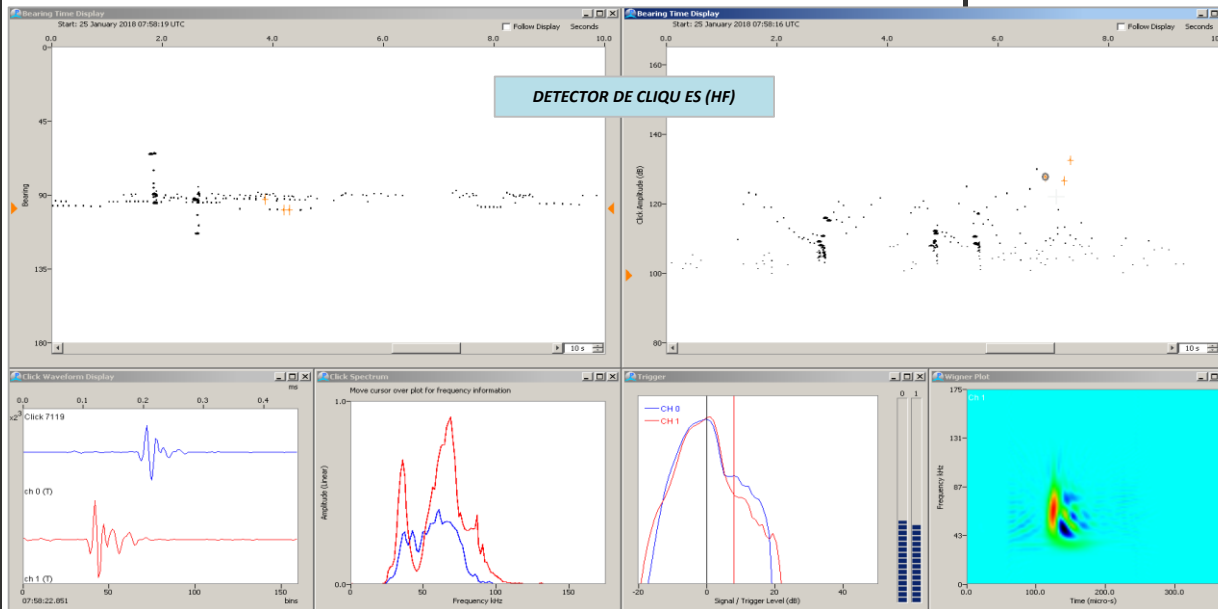 Bearing Time Display
Start: 25 January 2018 07:58:19 UTC
Follow Display Seconds
0.0 2.0 4.0 6.0 8.0 10.0
0
45
90
135
180
Bearing
10 s
Bearing Time Display
Start: 25 January 2018 07:58:16 UTC
Follow Display Seconds
0.0 2.0 4.0 6.0 8.0 10.0
160
140
120
100
80
Click Amplitude (dB)
10 s
DETECTOR DE CLIQU ES (HF)
Click Waveform Display
ms
0.0 0.1 0.2 0.3 0.4
Click 7119
ch 0 (T)
ch 1 (T)
0 50 100 150
07:58:22.851 bins
Click Spectrum
Move cursor over plot for frequency information
1.0
0.0
Amplitude (Linear)
0 50 100 150
Frequency kHz
Trigger
CH 0
CH 1
0 1
-20 0 20 40
Signal / Trigger Level (dB)
Wigner Plot
Ch 1
175
131
87
43
0
Frequency kHz
0.0 100.0 200.0 300.0
Time (micro-s)